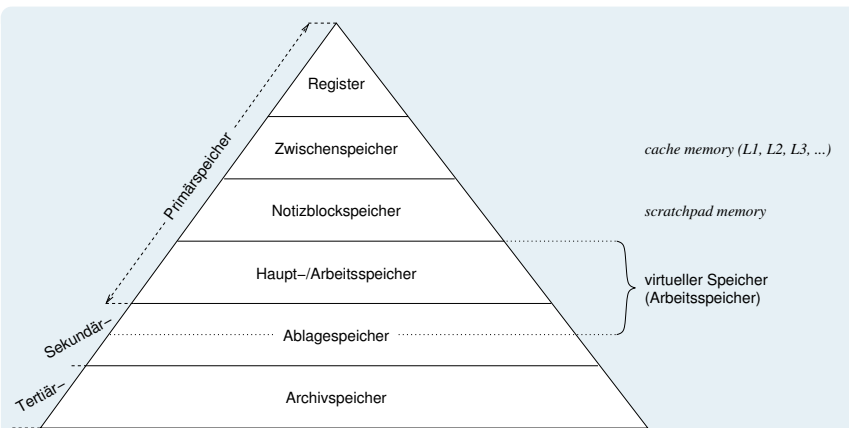 Register
Zwischenspeicher
cache memory (L1, L2, L3, ...)
Primärspeicher
Notizblockspeicher
scratchpad memory
Haupt–/Arbeitsspeicher
virtueller Speicher
(Arbeitsspeicher)
Sekundär–
Ablagespeicher
Tertiär–
Archivspeicher